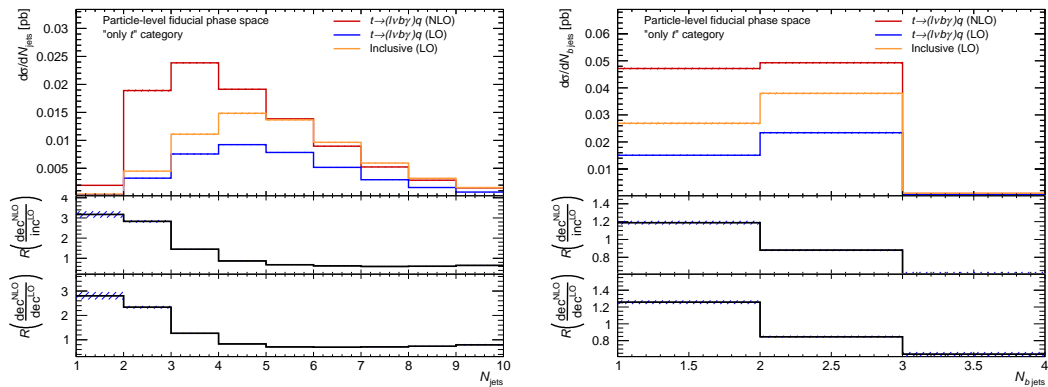 Particle-level fiducial phase space
"only t" category
t→(lνbγ)q (NLO)
t→(lνbγ)q (LO)
Inclusive (LO)
dσ/dN_jets [pb]
0.03
0.025
0.02
0.015
0.01
0.005
R(dec^NLO/inc^LO)
4
3
2
1
R(dec^NLO/dec^LO)
3
2
1
1 2 3 4 5 6 7 8 9 10
N_jets
Particle-level fiducial phase space
"only t" category
t→(lνbγ)q (NLO)
t→(lνbγ)q (LO)
Inclusive (LO)
dσ/dN_b jets [pb]
0.06
0.05
0.04
0.03
0.02
0.01
R(dec^NLO/inc^LO)
1.4
1.2
1
0.8
R(dec^NLO/dec^LO)
1.4
1.2
1
0.8
1 1.5 2 2.5 3 3.5 4
N_b jets